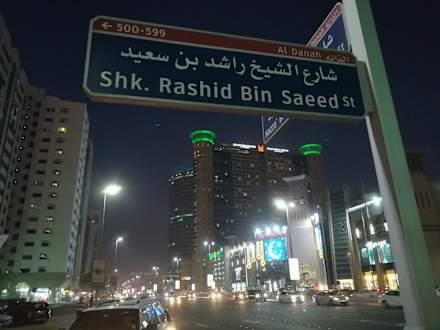 ← 500-599
Al Danah الدانة
شارع الشيخ راشد بن سعيد
Shk. Rashid Bin Saeed St